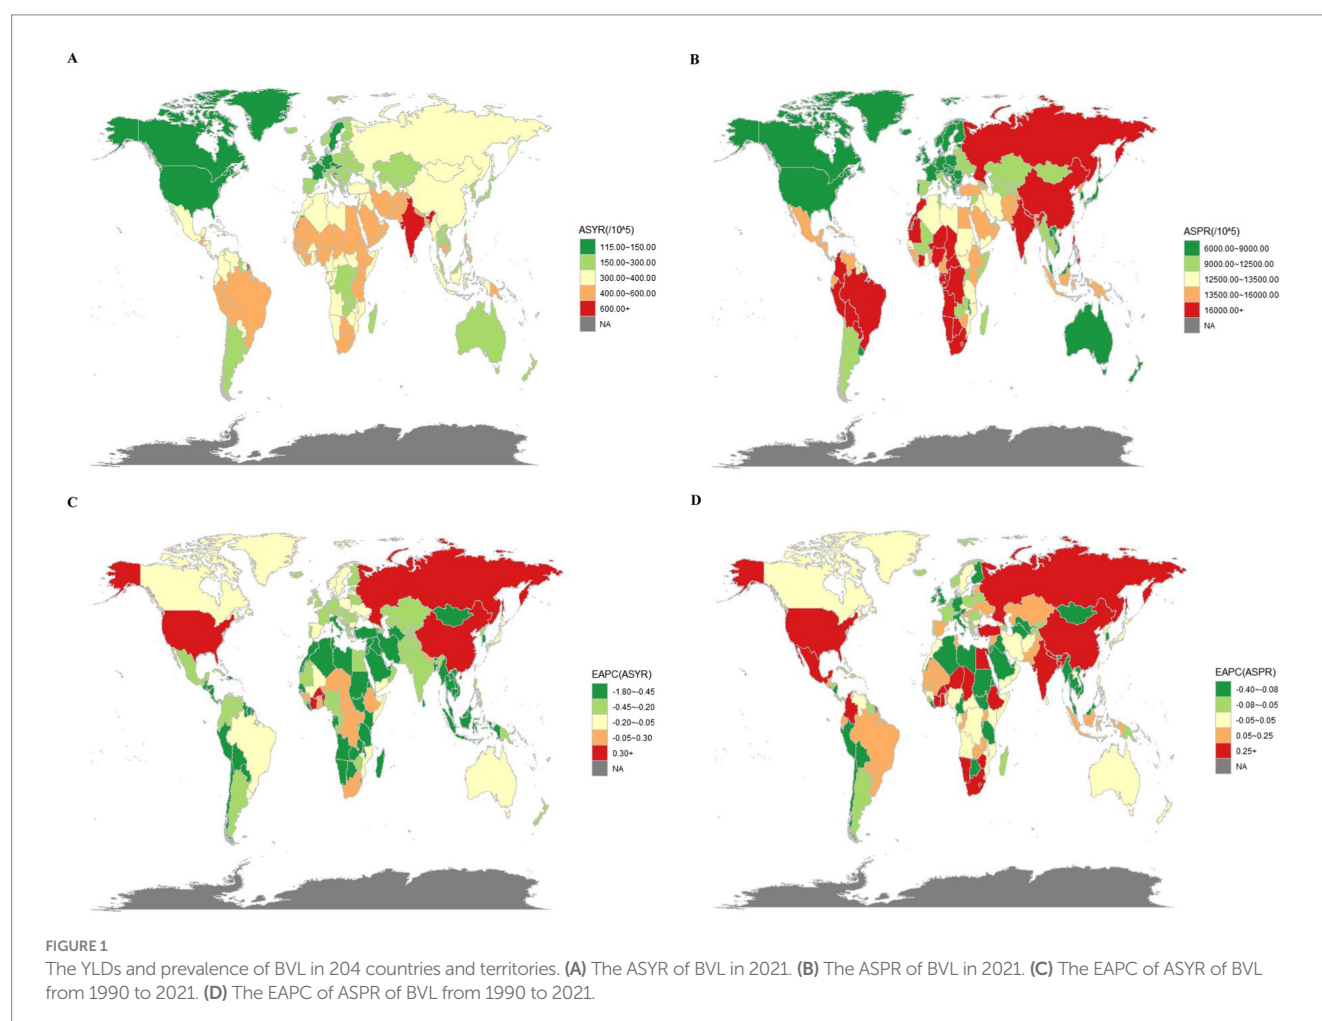 A
B
ASYR(/10^5)
115.00~150.00
150.00~300.00
300.00~400.00
400.00~600.00
600.00+
NA
ASPR(/10^5)
6000.00~9000.00
9000.00~12500.00
12500.00~13500.00
13500.00~16000.00
16000.00+
NA
C
D
EAPC(ASYR)
-1.80~-0.45
-0.45~-0.20
-0.20~-0.05
-0.05~0.30
0.30+
NA
EAPC(ASPR)
-0.40~-0.08
-0.08~-0.05
-0.05~0.05
0.05~0.25
0.25+
NA
FIGURE 1
The YLDs and prevalence of BVL in 204 countries and territories. (A) The ASYR of BVL in 2021. (B) The ASPR of BVL in 2021. (C) The EAPC of ASYR of BVL
from 1990 to 2021. (D) The EAPC of ASPR of BVL from 1990 to 2021.